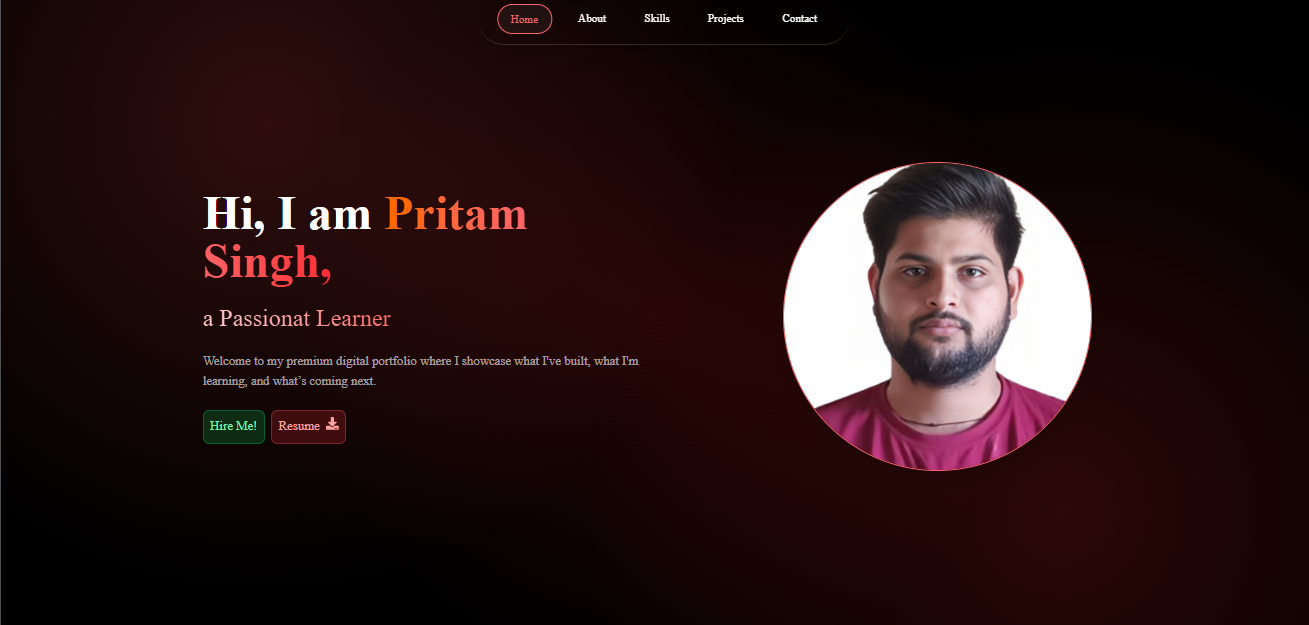 Home About Skills Projects Contact
Hi, I am Pritam
Singh,
a Passionat Learner
Welcome to my premium digital portfolio where I showcase what I've built, what I'm
learning, and what’s coming next.
Hire Me! Resume